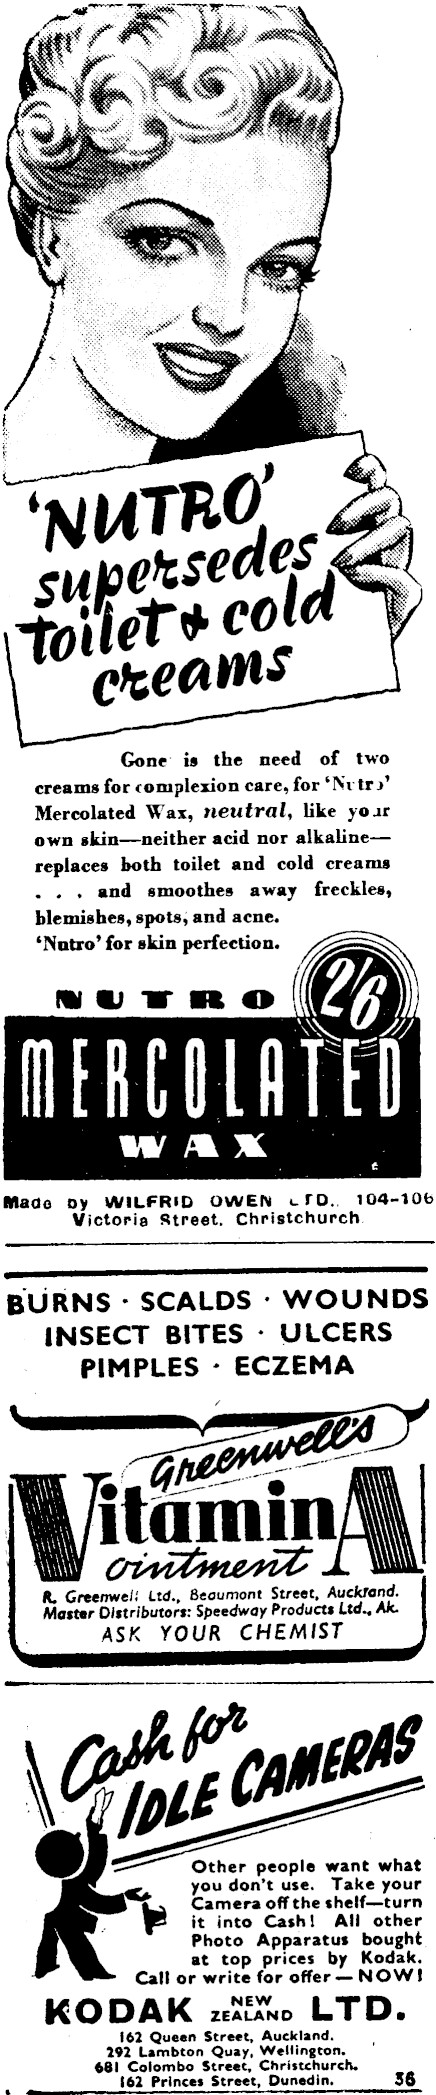 'NUTRO'
supersedes
toilet & cold
creams
Gone is the need of two
creams for complexion care, for 'Nutro'
Mercolated Wax, neutral, like your
own skin—neither acid nor alkaline—
replaces both toilet and cold creams
. . . and smoothes away freckles,
blemishes, spots, and acne.
'Nutro' for skin perfection.
2/6
NUTRO
MERCOLATED
WAX
Made by WILFRID OWEN LTD., 104-106
Victoria Street, Christchurch
BURNS · SCALDS · WOUNDS
INSECT BITES · ULCERS
PIMPLES · ECZEMA
Greenwell's
Vitamin A
ointment
R. Greenwell Ltd., Beaumont Street, Auckland.
Master Distributors: Speedway Products Ltd., Ak.
ASK YOUR CHEMIST
Cash for
IDLE CAMERAS
Other people want what
you don't use. Take your
Camera off the shelf—turn
it into Cash! All other
Photo Apparatus bought
at top prices by Kodak.
Call or write for offer — NOW!
KODAK NEW ZEALAND LTD.
162 Queen Street, Auckland.
292 Lambton Quay, Wellington.
681 Colombo Street, Christchurch.
162 Princes Street, Dunedin. 36